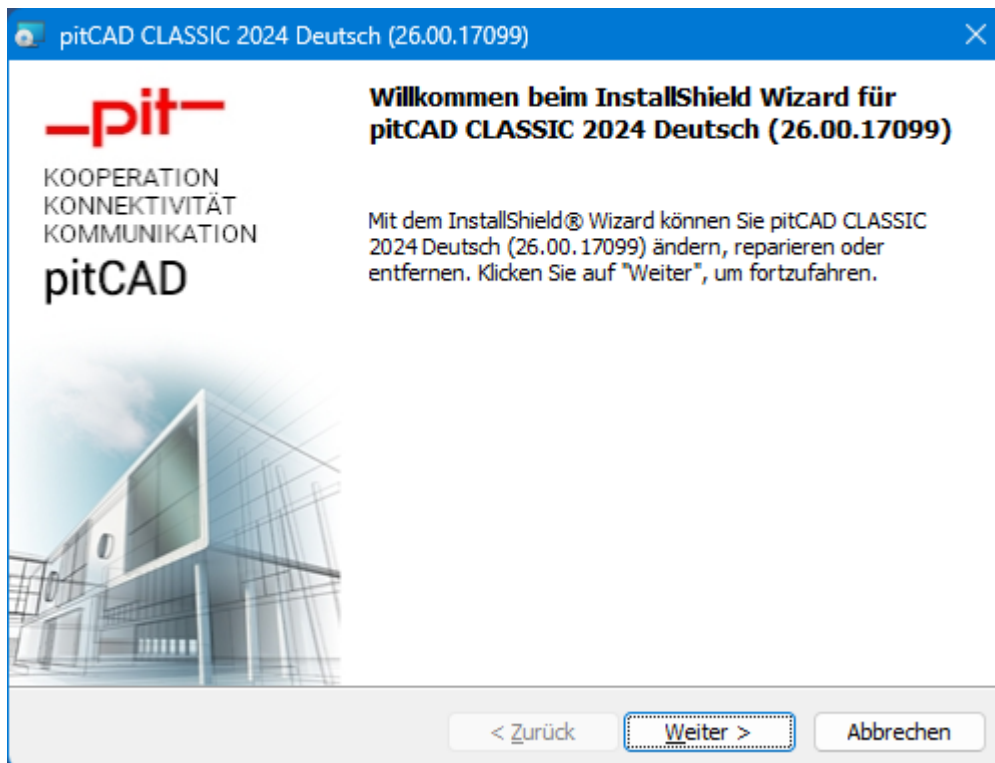 pitCAD CLASSIC 2024 Deutsch (26.00.17099)
pit
KOOPERATION
KONNEKTIVITÄT
KOMMUNIKATION
pitCAD
Willkommen beim InstallShield Wizard für
pitCAD CLASSIC 2024 Deutsch (26.00.17099)
Mit dem InstallShield® Wizard können Sie pitCAD CLASSIC
2024 Deutsch (26.00.17099) ändern, reparieren oder
entfernen. Klicken Sie auf "Weiter", um fortzufahren.
< Zurück
Weiter >
Abbrechen